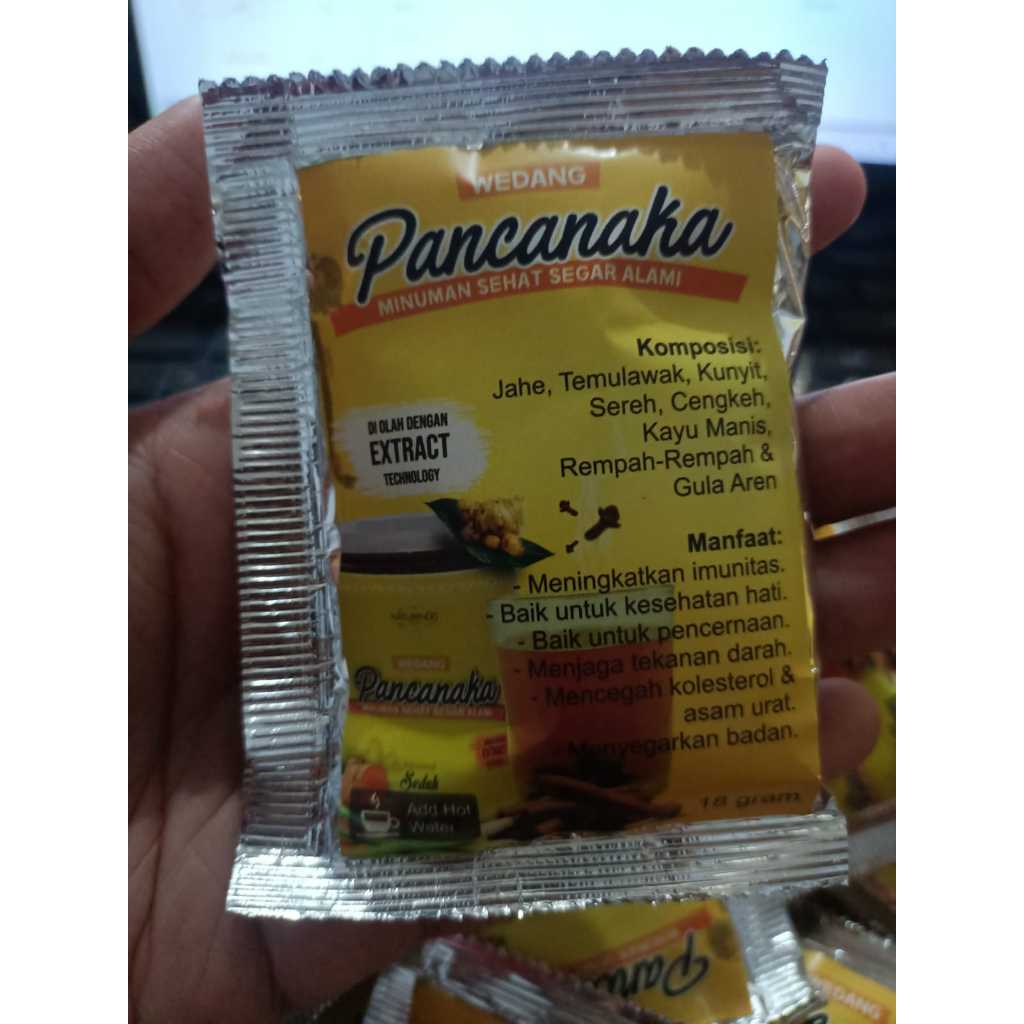 WEDANG
Pancanaka
MINUMAN SEHAT SEGAR ALAMI
Komposisi:
Jahe, Temulawak, Kunyit,
Sereh, Cengkeh,
Kayu Manis,
Rempah-Rempah &
Gula Aren
DI OLAH DENGAN
EXTRACT
TECHNOLOGY
Manfaat:
- Meningkatkan imunitas.
- Baik untuk kesehatan hati.
- Baik untuk pencernaan.
- Menjaga tekanan darah.
- Mencegah kolesterol &
asam urat.
- Menyegarkan badan.
WEDANG
Pancanaka
MINUMAN SEHAT SEGAR ALAMI
Sedah
Add Hot
Water
18 gram
WEDANG